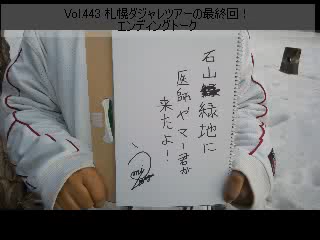 Vol.443 札幌ダジャレツアーの最終回！
エンディングトーク
石山緑地に
医師やマー君が
来たよ！